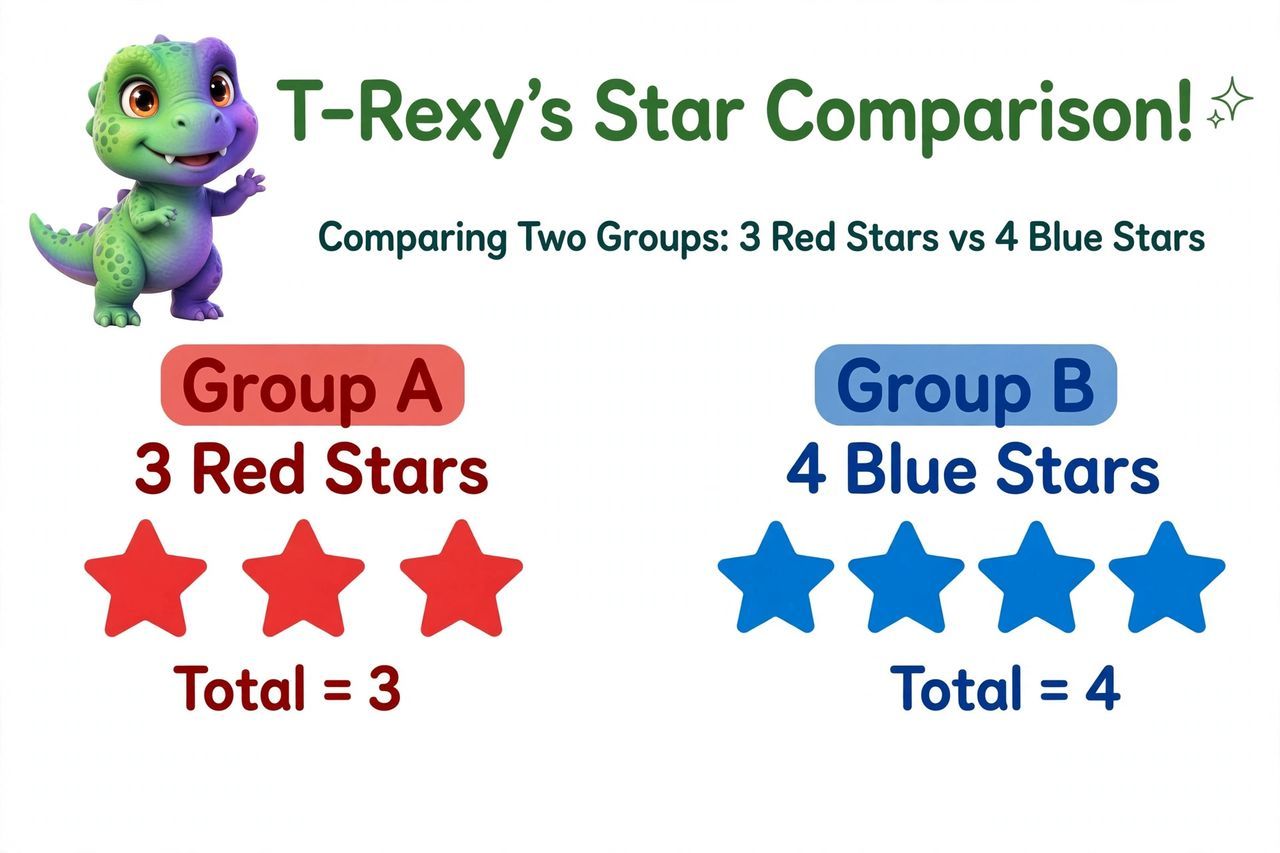 T-Rexy’s Star Comparison!
Comparing Two Groups: 3 Red Stars vs 4 Blue Stars
Group A
3 Red Stars
Total = 3
Group B
4 Blue Stars
Total = 4